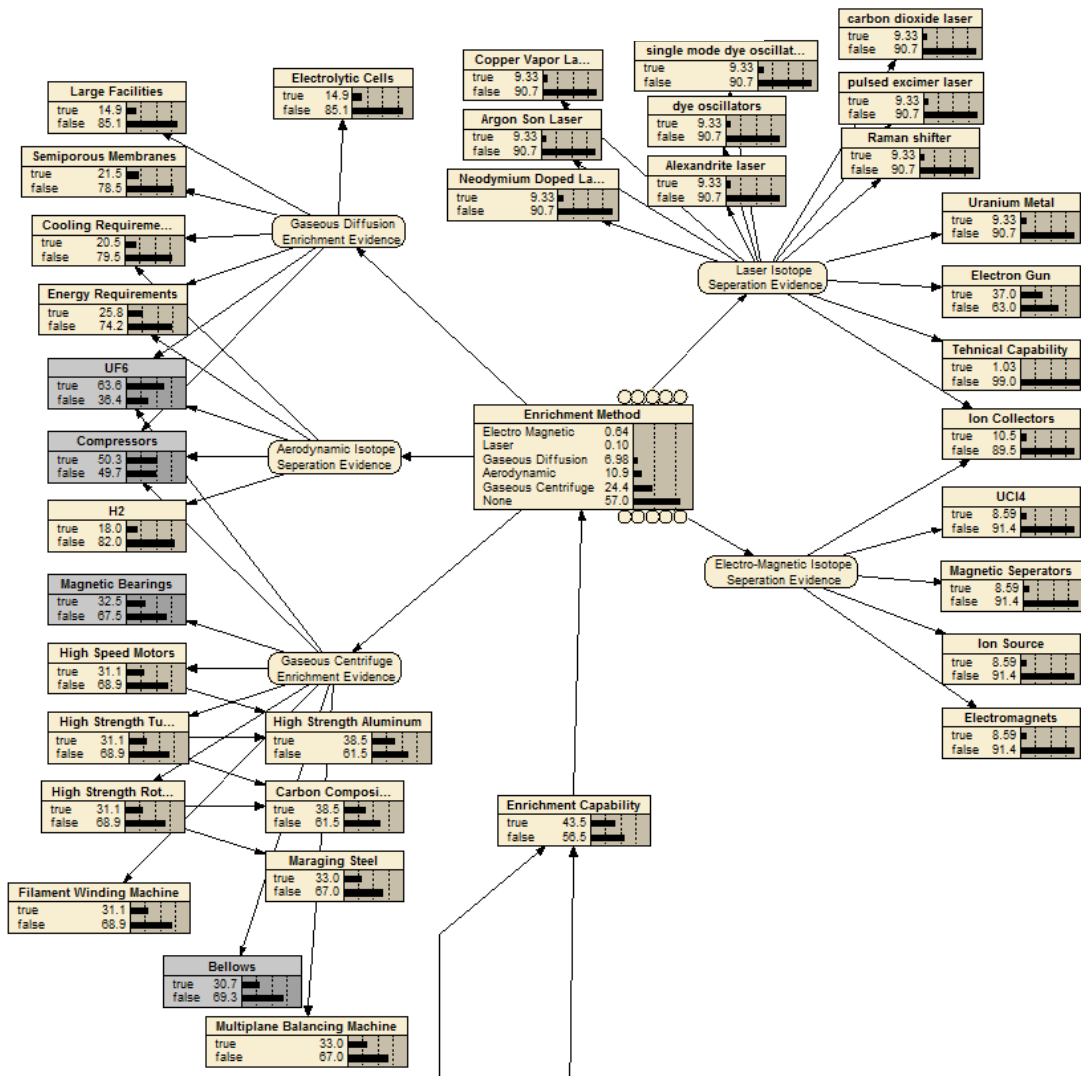 carbon dioxide laser
true 9.33
false 90.7
Copper Vapor La...
true 9.33
false 90.7
single mode dye oscillat...
true 9.33
false 90.7
Electrolytic Cells
true 14.9
false 85.1
Large Facilities
true 14.9
false 85.1
pulsed excimer laser
true 9.33
false 90.7
dye oscillators
true 9.33
false 90.7
Argon Son Laser
true 9.33
false 90.7
Raman shifter
true 9.33
false 90.7
Semiporous Membranes
true 21.5
false 78.5
Alexandrite laser
true 9.33
false 90.7
Neodymium Doped La...
true 9.33
false 90.7
Uranium Metal
true 9.33
false 90.7
Cooling Requireme...
true 20.5
false 79.5
Gaseous Diffusion
Enrichment Evidence
Laser Isotope
Seperation Evidence
Electron Gun
true 37.0
false 63.0
Energy Requirements
true 25.8
false 74.2
Tehnical Capability
true 1.03
false 99.0
UF6
true 63.6
false 36.4
Enrichment Method
Electro Magnetic 0.64
Laser 0.10
Gaseous Diffusion 6.98
Aerodynamic 10.9
Gaseous Centrifuge 24.4
None 57.0
Ion Collectors
true 10.5
false 89.5
Compressors
true 50.3
false 49.7
Aerodynamic Isotope
Seperation Evidence
UCl4
true 8.59
false 91.4
H2
true 18.0
false 82.0
Electro-Magnetic Isotope
Seperation Evidence
Magnetic Seperators
true 8.59
false 91.4
Magnetic Bearings
true 32.5
false 67.5
Ion Source
true 8.59
false 91.4
High Speed Motors
true 31.1
false 68.9
Gaseous Centrifuge
Enrichment Evidence
Electromagnets
true 8.59
false 91.4
High Strength Tu...
true 31.1
false 68.9
High Strength Aluminum
true 38.5
false 61.5
High Strength Rot...
true 31.1
false 68.9
Carbon Composi...
true 38.5
false 61.5
Enrichment Capability
true 43.5
false 56.5
Maraging Steel
true 33.0
false 67.0
Filament Winding Machine
true 31.1
false 68.9
Bellows
true 30.7
false 69.3
Multiplane Balancing Machine
true 33.0
false 67.0